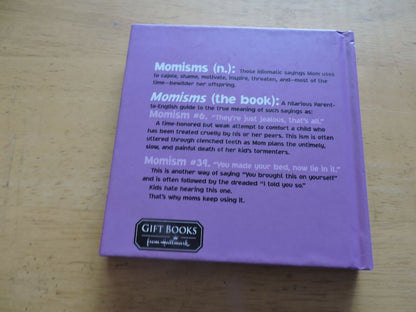 Momisms (n.): Those idiomatic sayings Mom uses
to cajole, shame, motivate, inspire, threaten, and—most of the
time—bewilder her offspring.
Momisms (the book): A hilarious Parent-
to-English guide to the true meaning of such sayings as:
Momism #6, "They're just jealous, that's all."
A time-honored but weak attempt to comfort a child who
has been treated cruelly by his or her peers. This ism is often
uttered through clenched teeth as Mom plans the untimely,
slow, and painful death of her kid's tormenters.
Momism #39, "You made your bed, now lie in it."
This is another way of saying "You brought this on yourself"
and is often followed by the dreaded "I told you so."
Kids hate hearing this one.
That's why moms keep using it.
GIFT BOOKS
from Hallmark